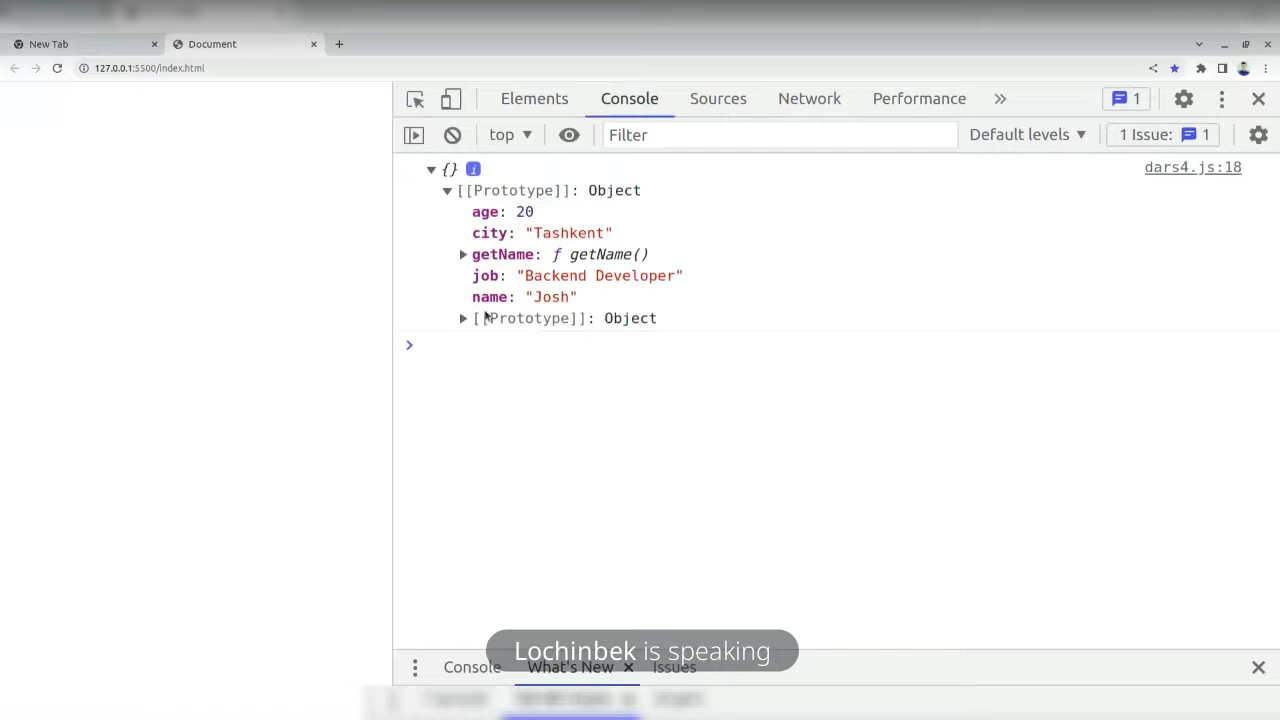 New Tab × Document × +
127.0.0.1:5500/index.html
Elements Console Sources Network Performance » 1
top ▼ Filter Default levels ▼ 1 Issue: 1
▼ {} i dars4.js:18
▼ [[Prototype]]: Object
age: 20
city: "Tashkent"
▶ getName: ƒ getName()
job: "Backend Developer"
name: "Josh"
▶ [[Prototype]]: Object
>
Lochinbek is speaking
Console What's New × Issues